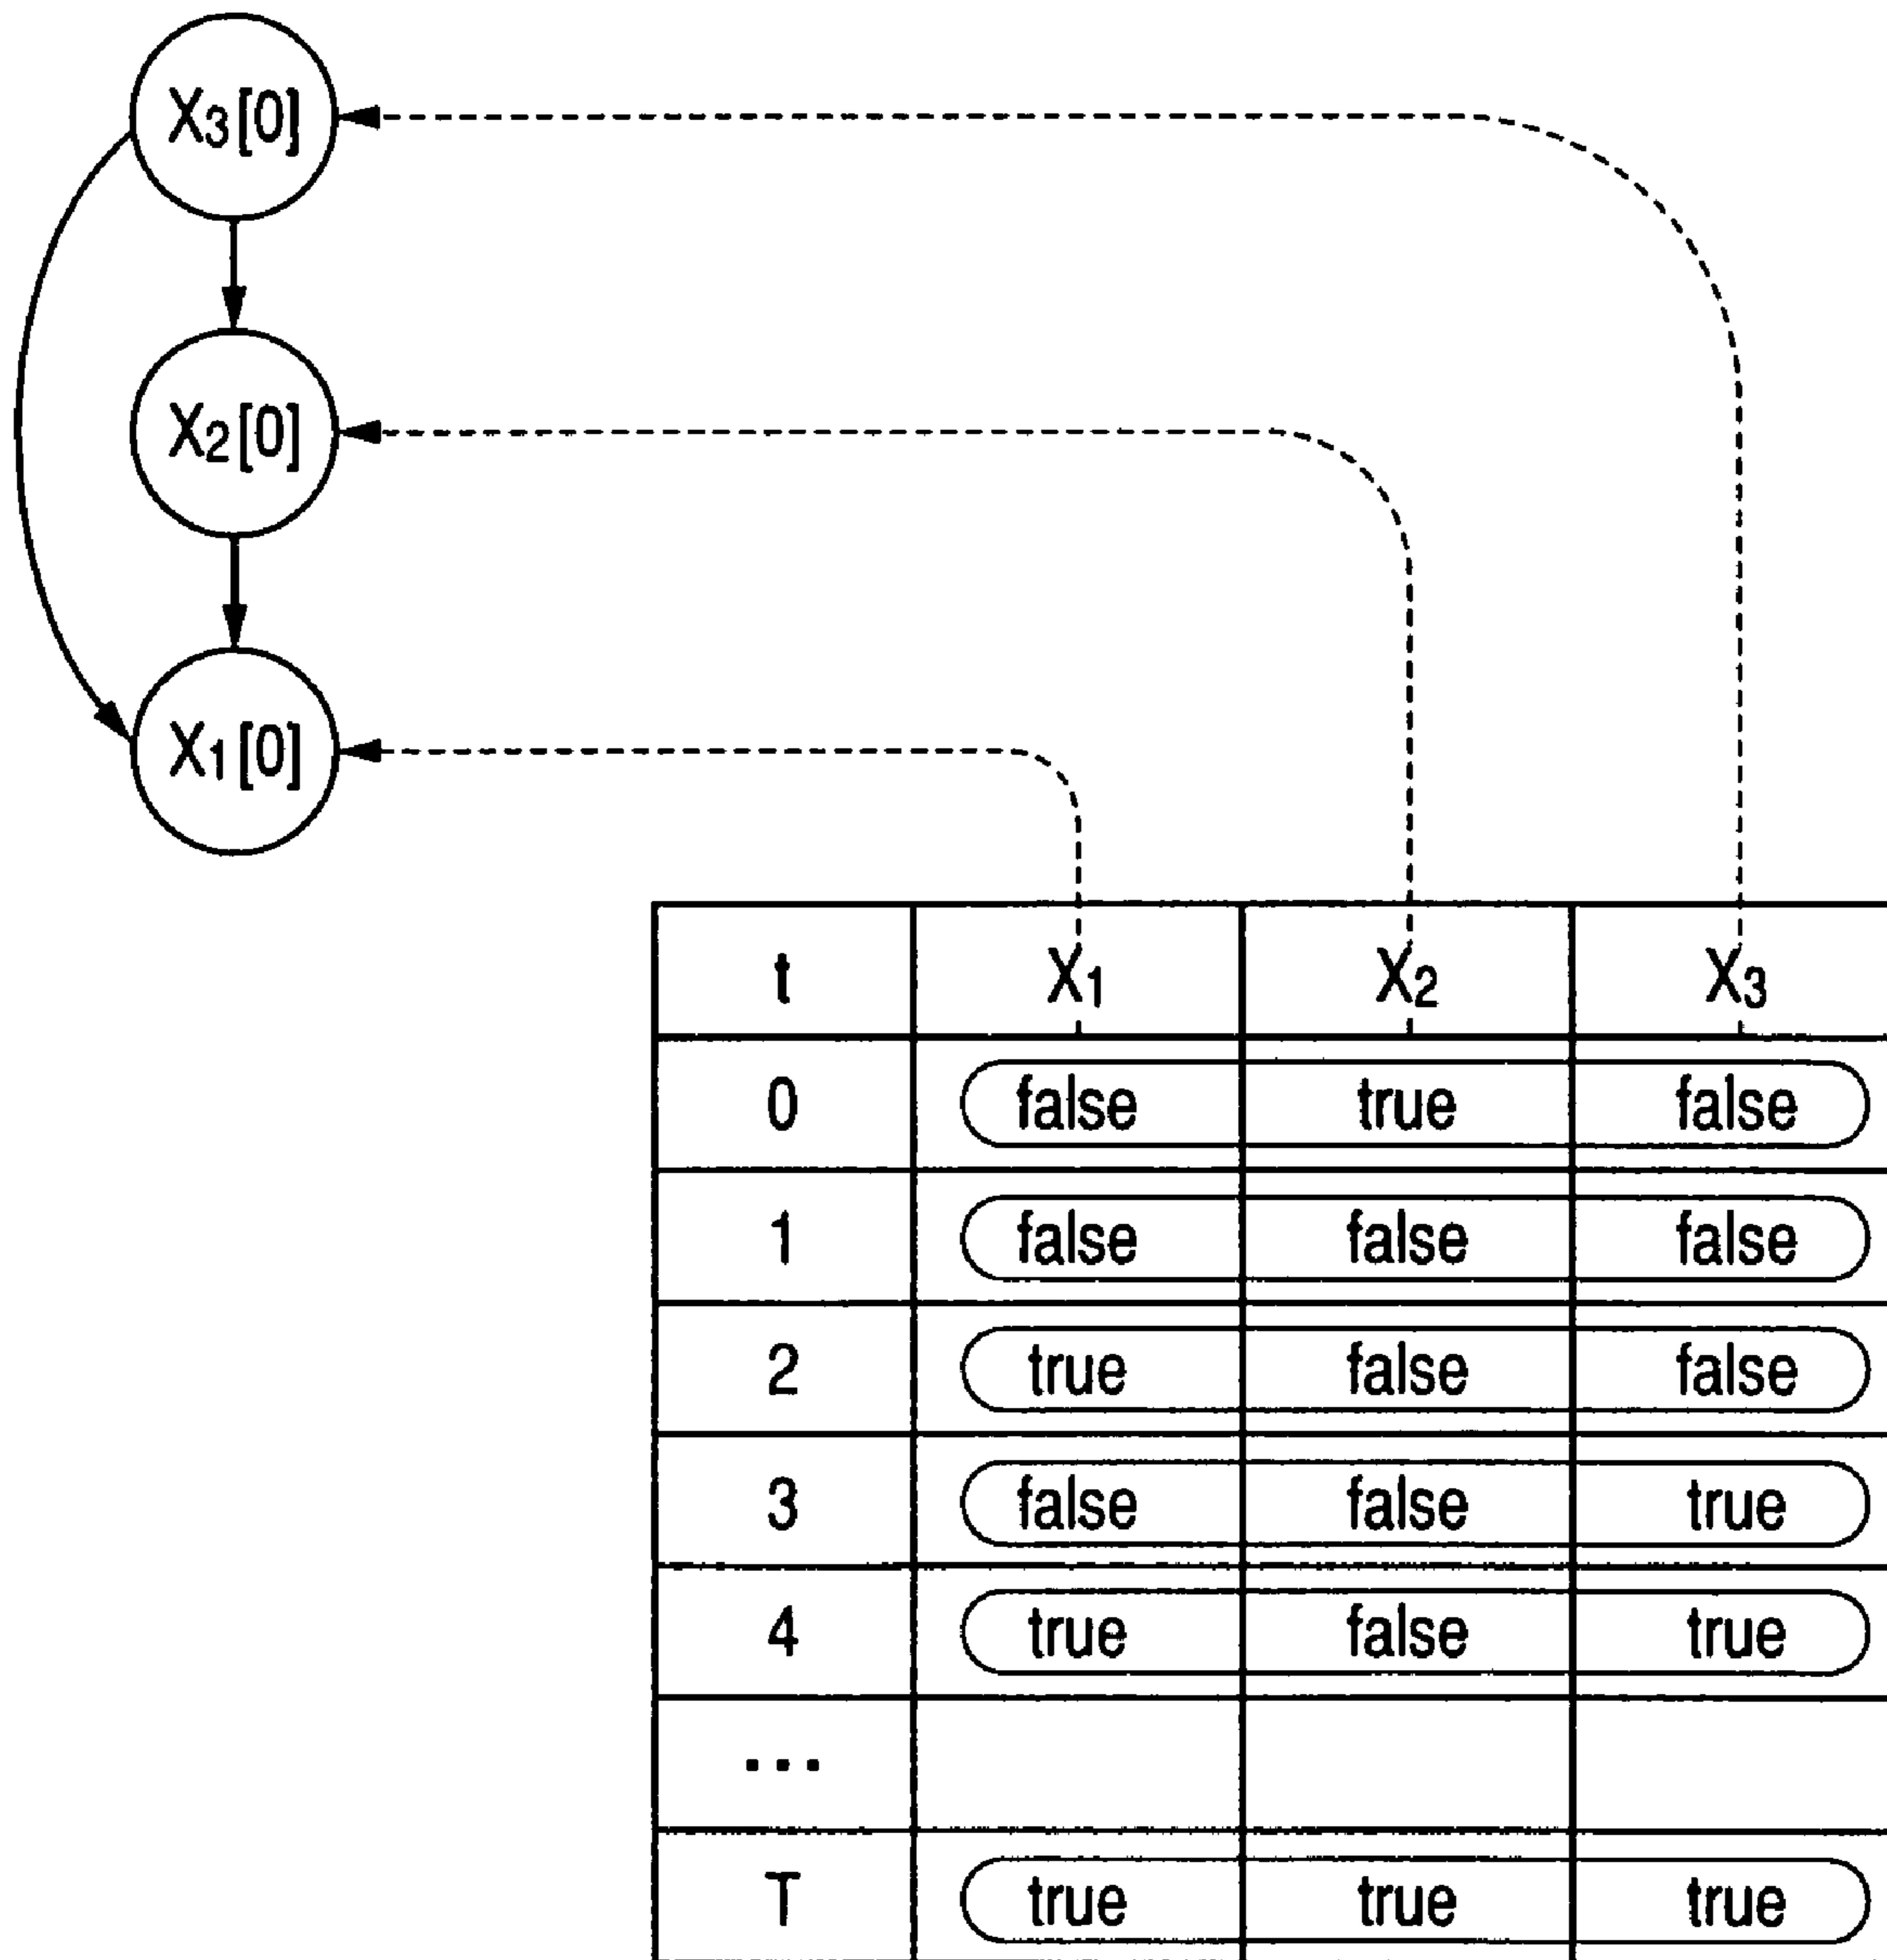 X₃[0]
X₂[0]
X₁[0]
t X₁ X₂ X₃
0 false true false
1 false false false
2 true false false
3 false false true
4 true false true
...
T true true true